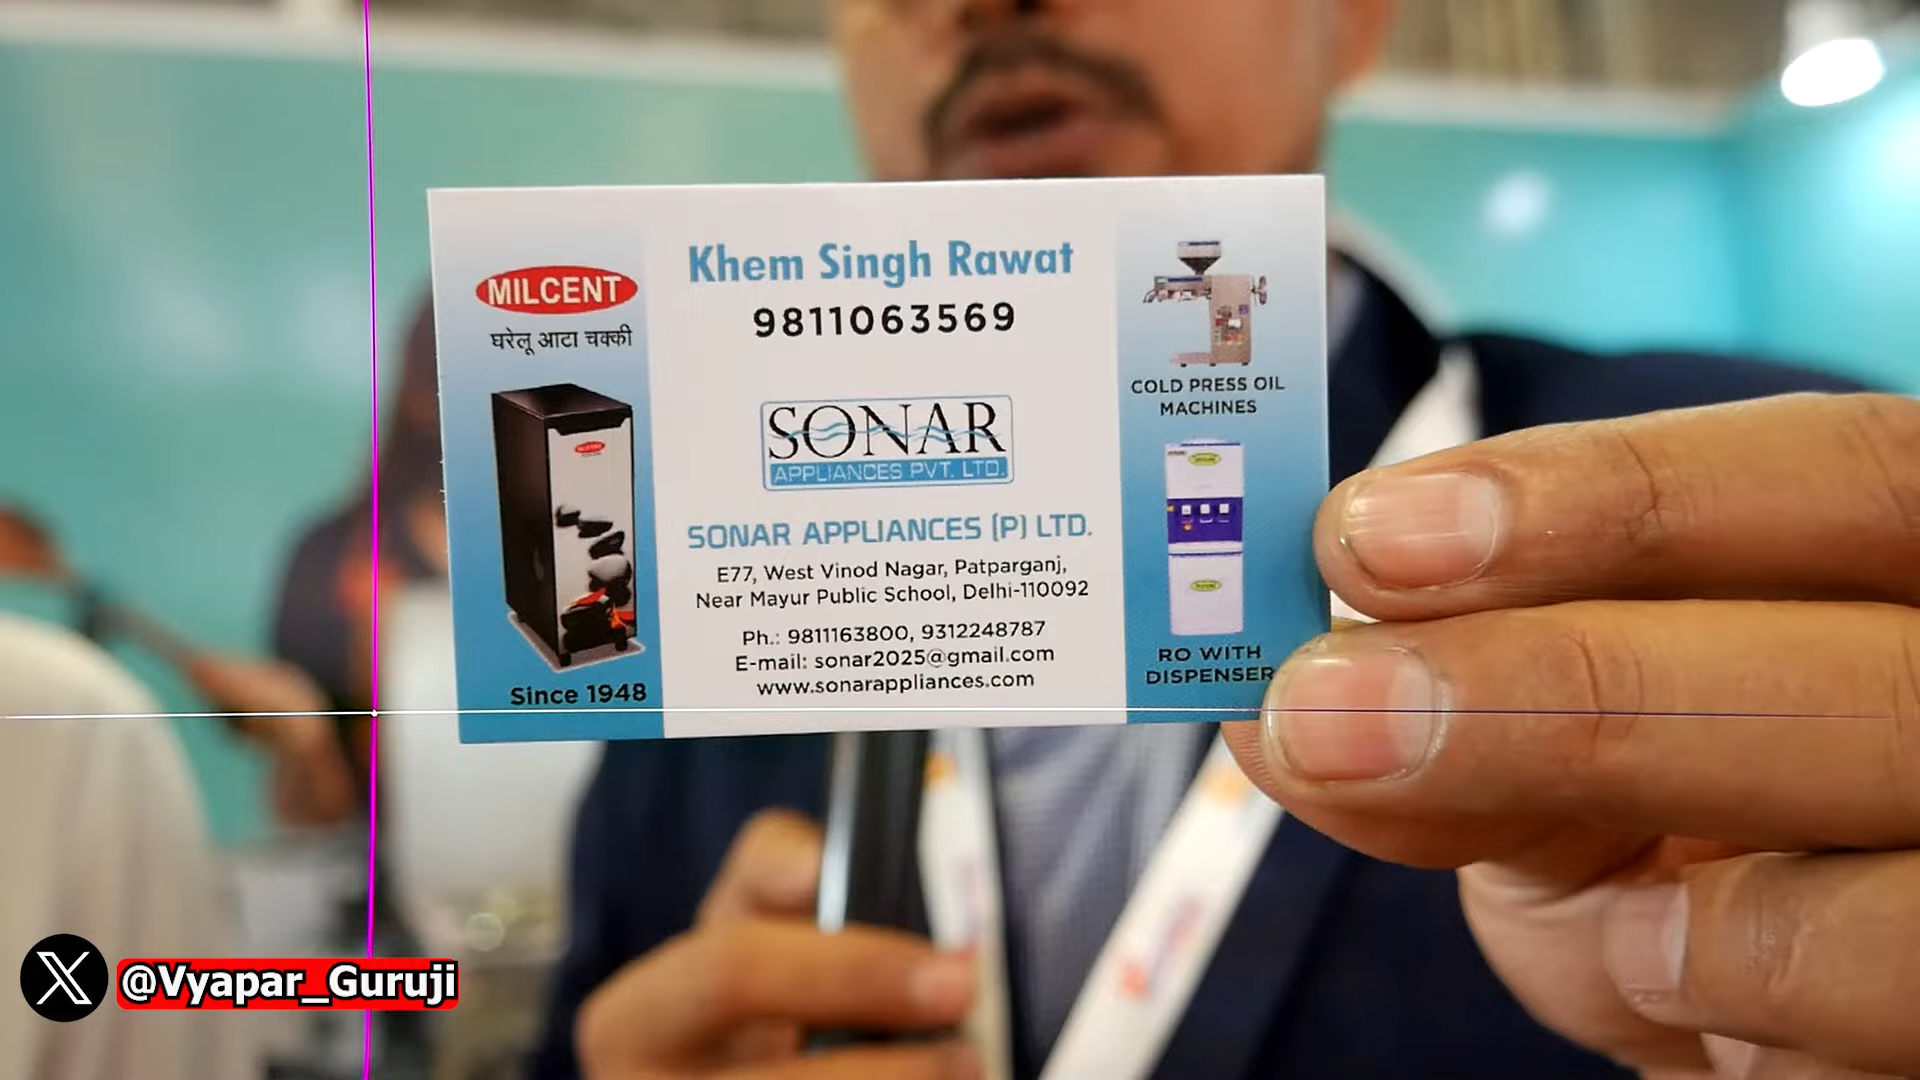 MILCENT
घरेलू आटा चक्की
Since 1948
Khem Singh Rawat
9811063569
SONAR
APPLIANCES PVT. LTD.
SONAR APPLIANCES (P) LTD.
E77, West Vinod Nagar, Patparganj,
Near Mayur Public School, Delhi-110092
Ph.: 9811163800, 9312248787
E-mail: sonar2025@gmail.com
www.sonarappliances.com
COLD PRESS OIL
MACHINES
RO WITH
DISPENSER
@Vyapar_Guruji